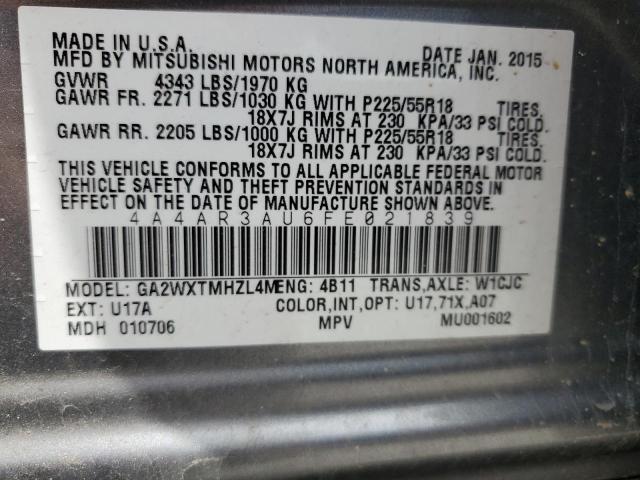 MADE IN U.S.A. DATE JAN. 2015
MFD BY MITSUBISHI MOTORS NORTH AMERICA, INC.
GVWR 4343 LBS/1970 KG
GAWR FR. 2271 LBS/1030 KG WITH P225/55R18 TIRES,
18X7J RIMS AT 230 KPA/33 PSI COLD.
GAWR RR. 2205 LBS/1000 KG WITH P225/55R18 TIRES,
18X7J RIMS AT 230 KPA/33 PSI COLD.
THIS VEHICLE CONFORMS TO ALL APPLICABLE FEDERAL MOTOR
VEHICLE SAFETY AND THEFT PREVENTION STANDARDS IN
EFFECT ON THE DATE OF MANUFACTURE SHOWN ABOVE.
4A4AR3AU6FE021839
MODEL: GA2WXTMHZL4M ENG: 4B11 TRANS,AXLE: W1CJC
EXT: U17A COLOR,INT,OPT: U17,71X,A07
MDH 010706 MPV MU001602